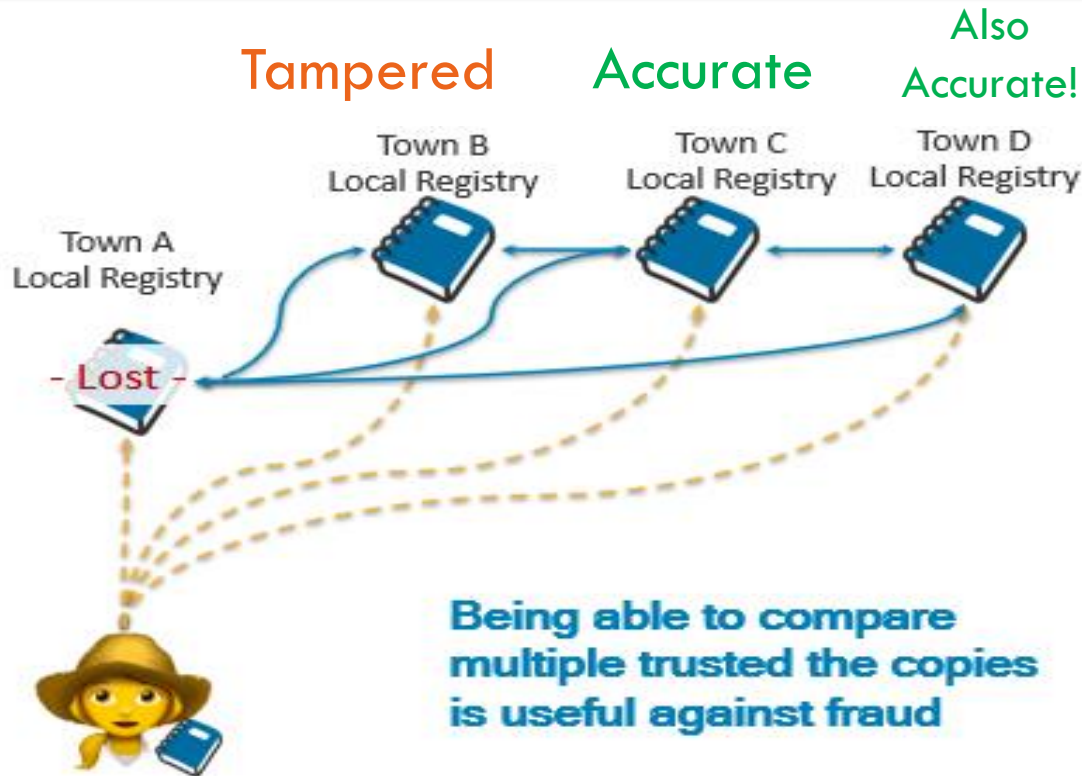 Tampered
Accurate
Also
Accurate!
Town B
Local Registry
Town C
Local Registry
Town D
Local Registry
Town A
Local Registry
- Lost -
Being able to compare
multiple trusted the copies
is useful against fraud